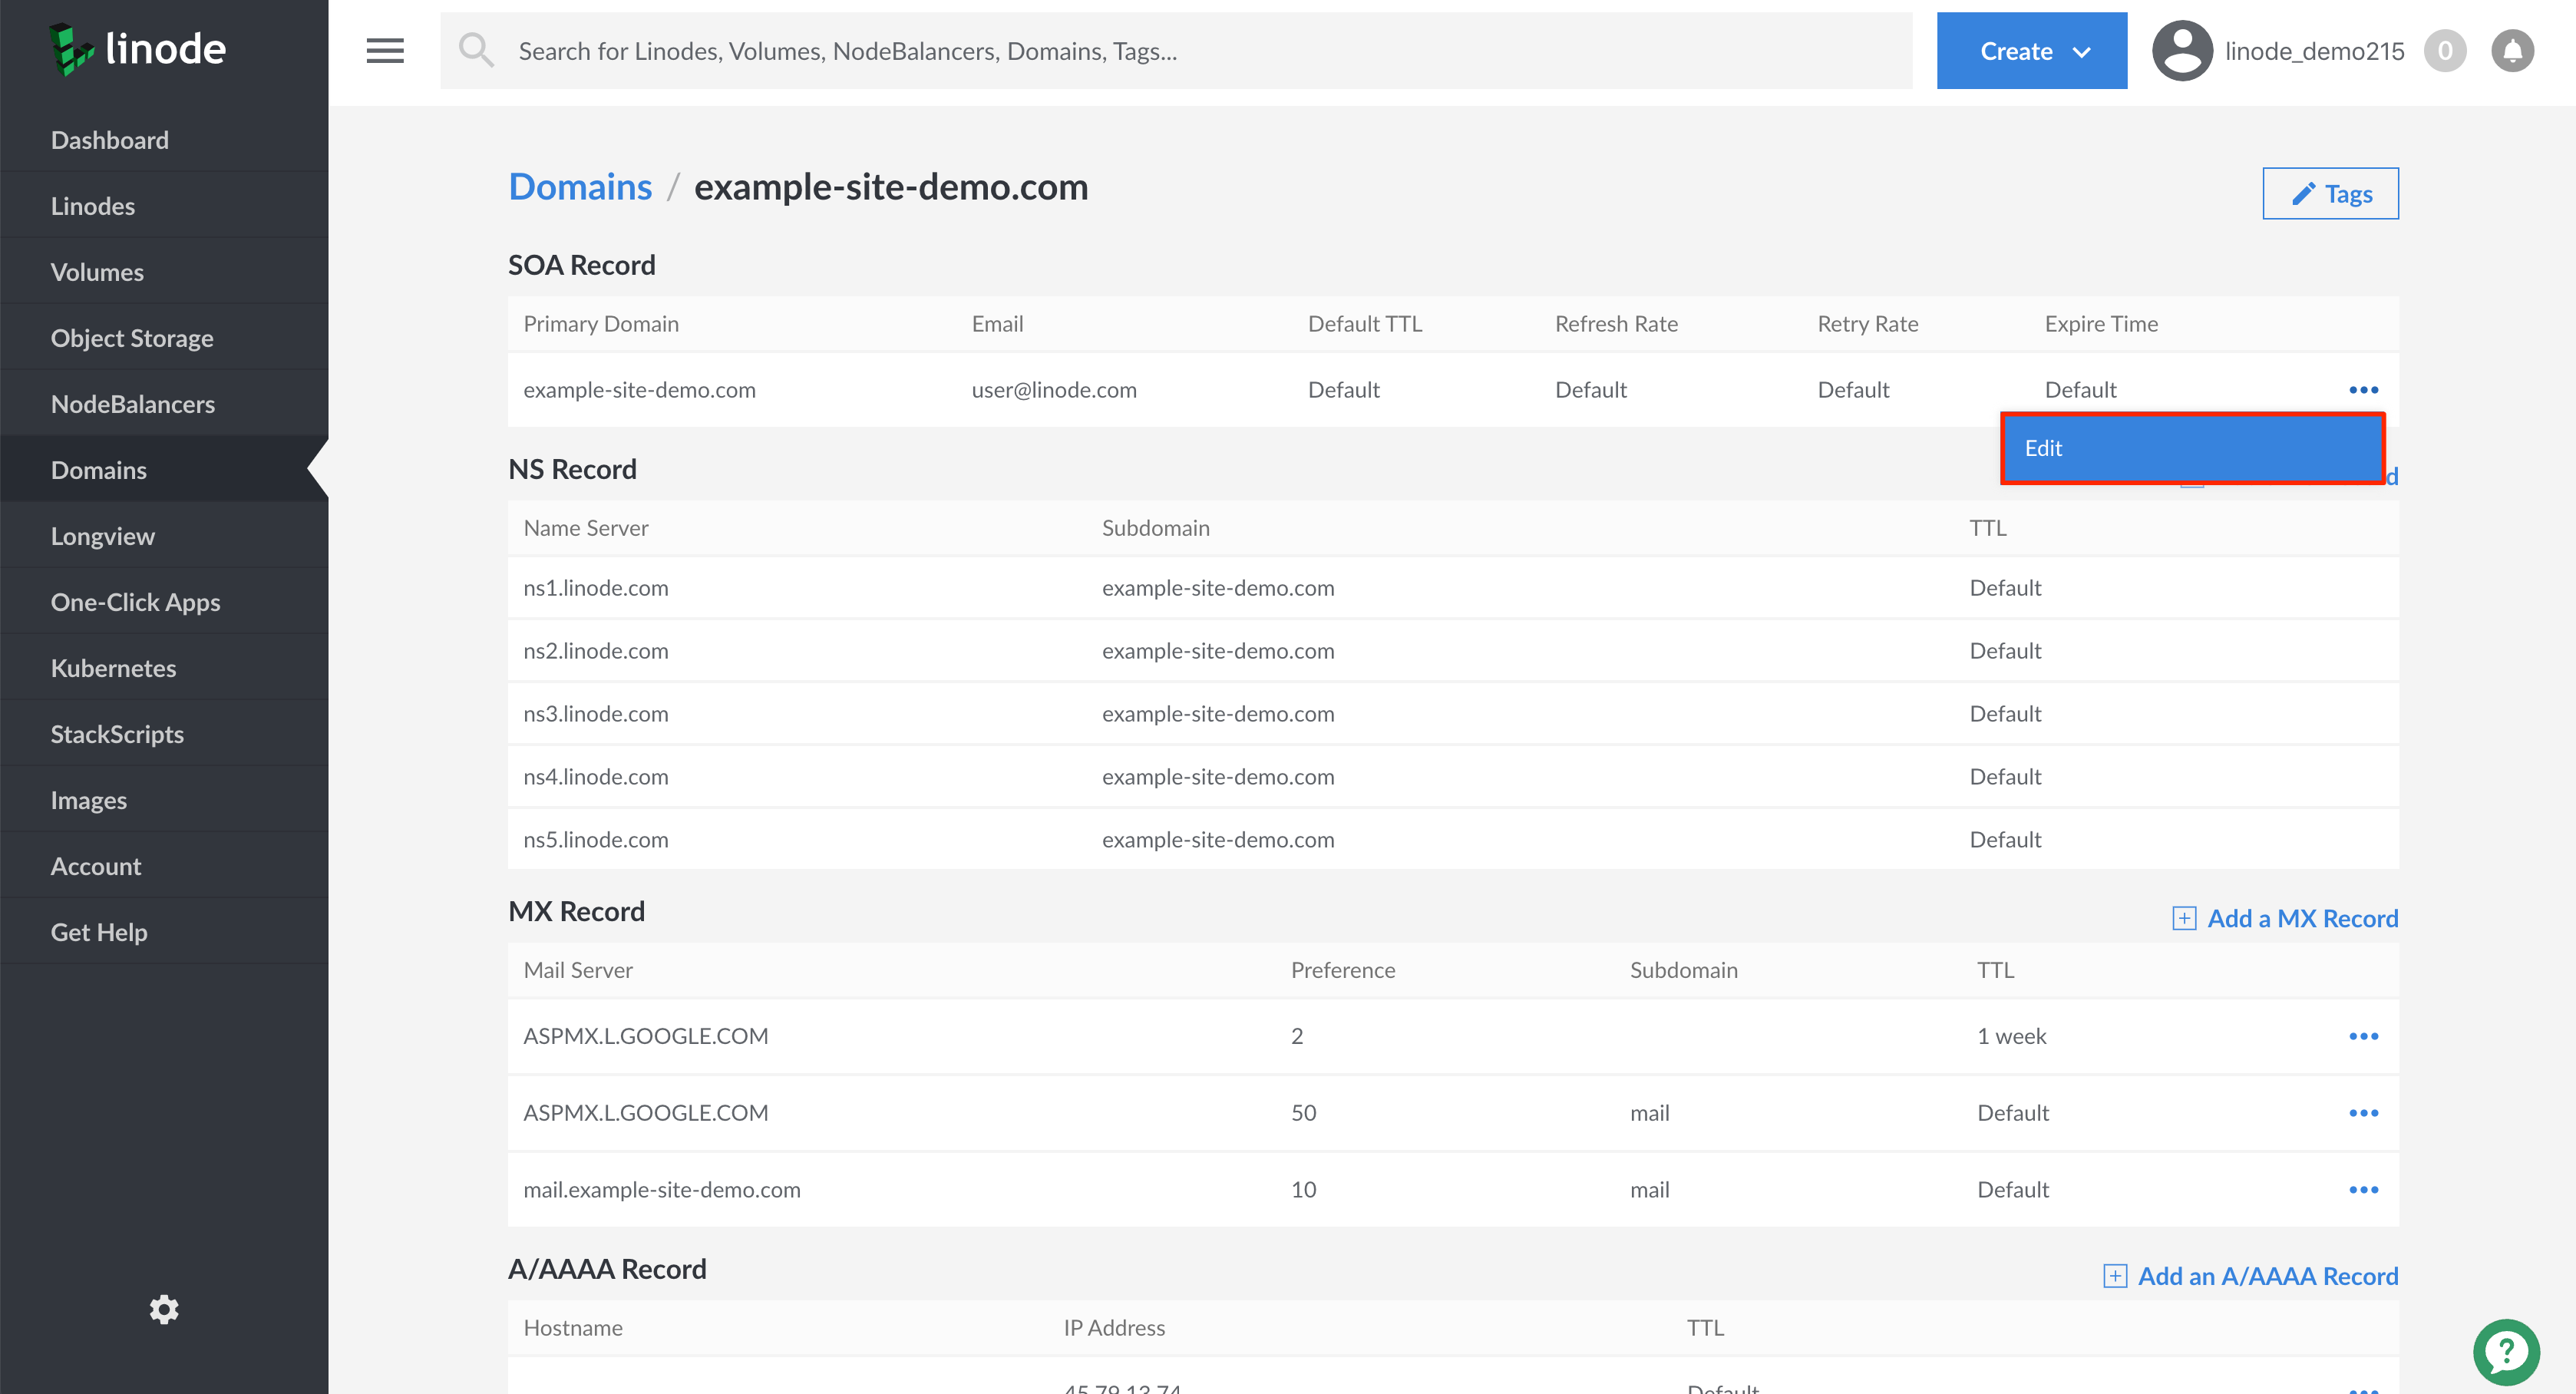 linode
Search for Linodes, Volumes, NodeBalancers, Domains, Tags...
Create
linode_demo215
0
Dashboard
Linodes
Volumes
Object Storage
NodeBalancers
Domains
Longview
One-Click Apps
Kubernetes
StackScripts
Images
Account
Get Help
Domains / example-site-demo.com
Tags
SOA Record
Primary Domain Email Default TTL Refresh Rate Retry Rate Expire Time
example-site-demo.com user@linode.com Default Default Default Default
Edit
NS Record
d
Name Server Subdomain TTL
ns1.linode.com example-site-demo.com Default
ns2.linode.com example-site-demo.com Default
ns3.linode.com example-site-demo.com Default
ns4.linode.com example-site-demo.com Default
ns5.linode.com example-site-demo.com Default
MX Record
Add a MX Record
Mail Server Preference Subdomain TTL
ASPMX.L.GOOGLE.COM 2 1 week
ASPMX.L.GOOGLE.COM 50 mail Default
mail.example-site-demo.com 10 mail Default
A/AAAA Record
Add an A/AAAA Record
Hostname IP Address TTL
45.79.13.74 Default